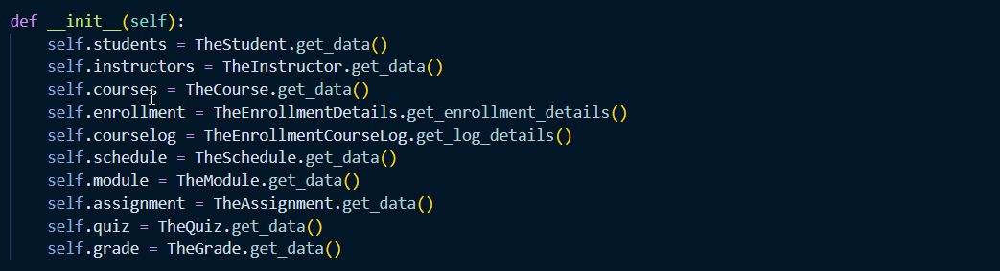 def __init__(self):
    self.students = TheStudent.get_data()
    self.instructors = TheInstructor.get_data()
    self.courses = TheCourse.get_data()
    self.enrollment = TheEnrollmentDetails.get_enrollment_details()
    self.courselog = TheEnrollmentCourseLog.get_log_details()
    self.schedule = TheSchedule.get_data()
    self.module = TheModule.get_data()
    self.assignment = TheAssignment.get_data()
    self.quiz = TheQuiz.get_data()
    self.grade = TheGrade.get_data()